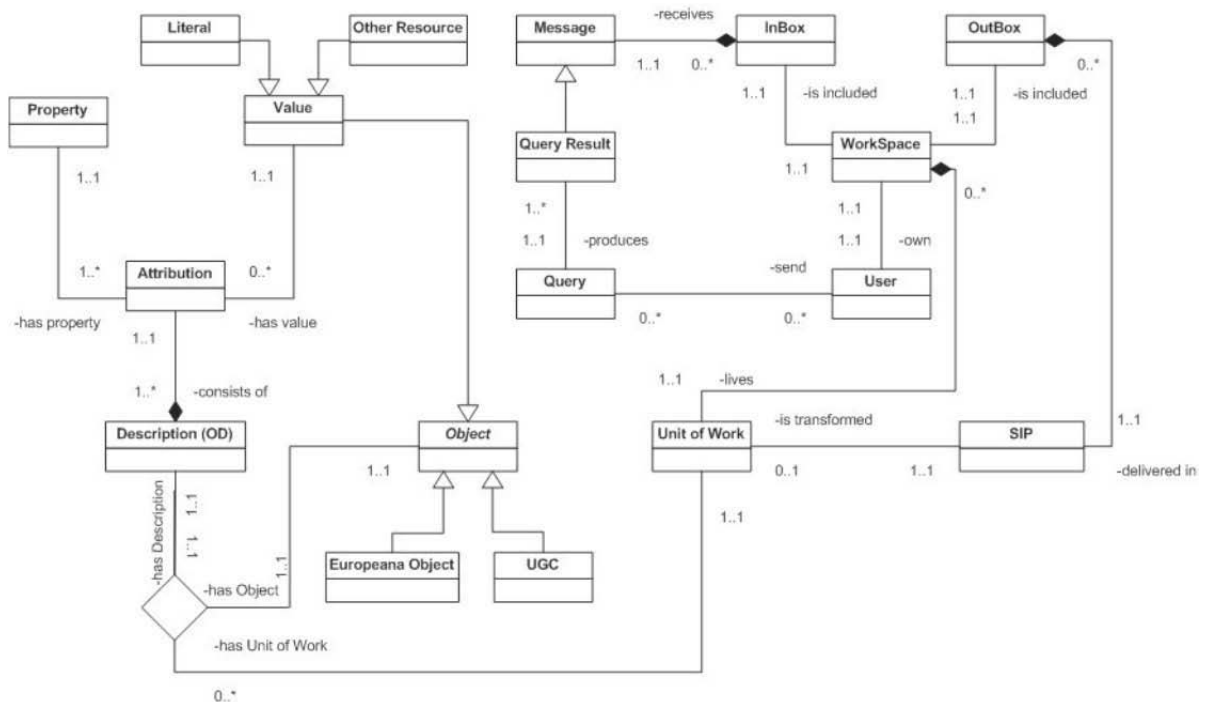 Literal
Other Resource
Message
-receives
InBox
OutBox
1..1
0..*
0..*
Property
Value
1..1
-is included
1..1
-is included
1..1
Query Result
WorkSpace
1..1
1..1
1..1
0..*
1..*
1..1
1..1
-produces
1..1
-own
1..*
Attribution
0..*
-send
Query
User
-has property
-has value
0..*
0..*
1..1
1..*
-consists of
1..1
-lives
-is transformed
Description (OD)
Object
Unit of Work
SIP
1..1
1..1
0..1
1..1
-delivered in
-has Description
1..1
1..1
1..1
1..1
Europeana Object
UGC
-has Object
-has Unit of Work
0..*